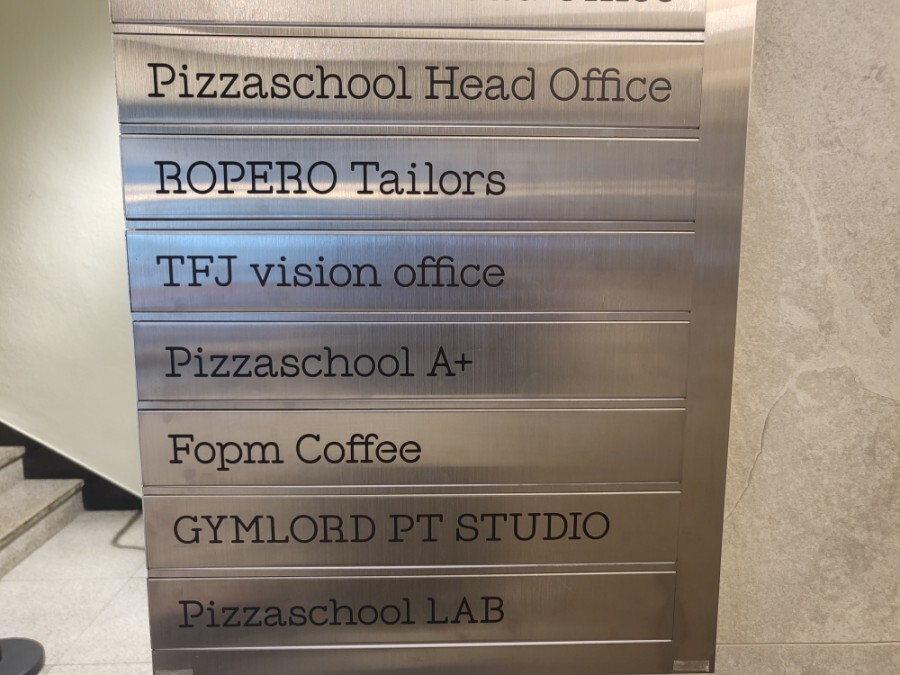 Pizzaschool Head Office
ROPERO Tailors
TFJ vision office
Pizzaschool A+
Fopm Coffee
GYMLORD PT STUDIO
Pizzaschool LAB